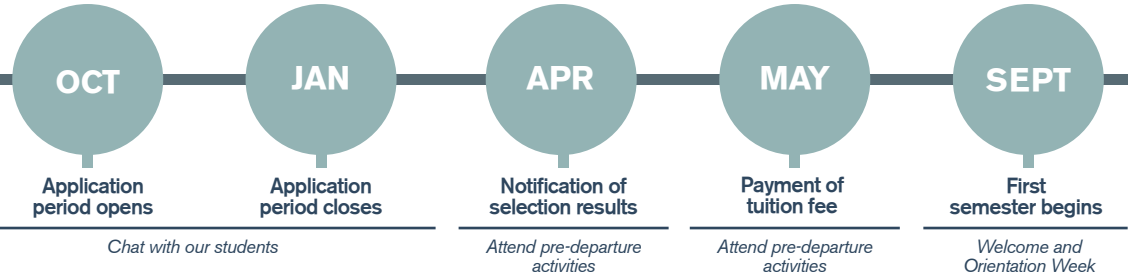 OCT
JAN
APR
MAY
SEPT
Application
period opens
Application
period closes
Notification of
selection results
Payment of
tuition fee
First
semester begins
Chat with our students
Attend pre-departure
activities
Attend pre-departure
activities
Welcome and
Orientation Week